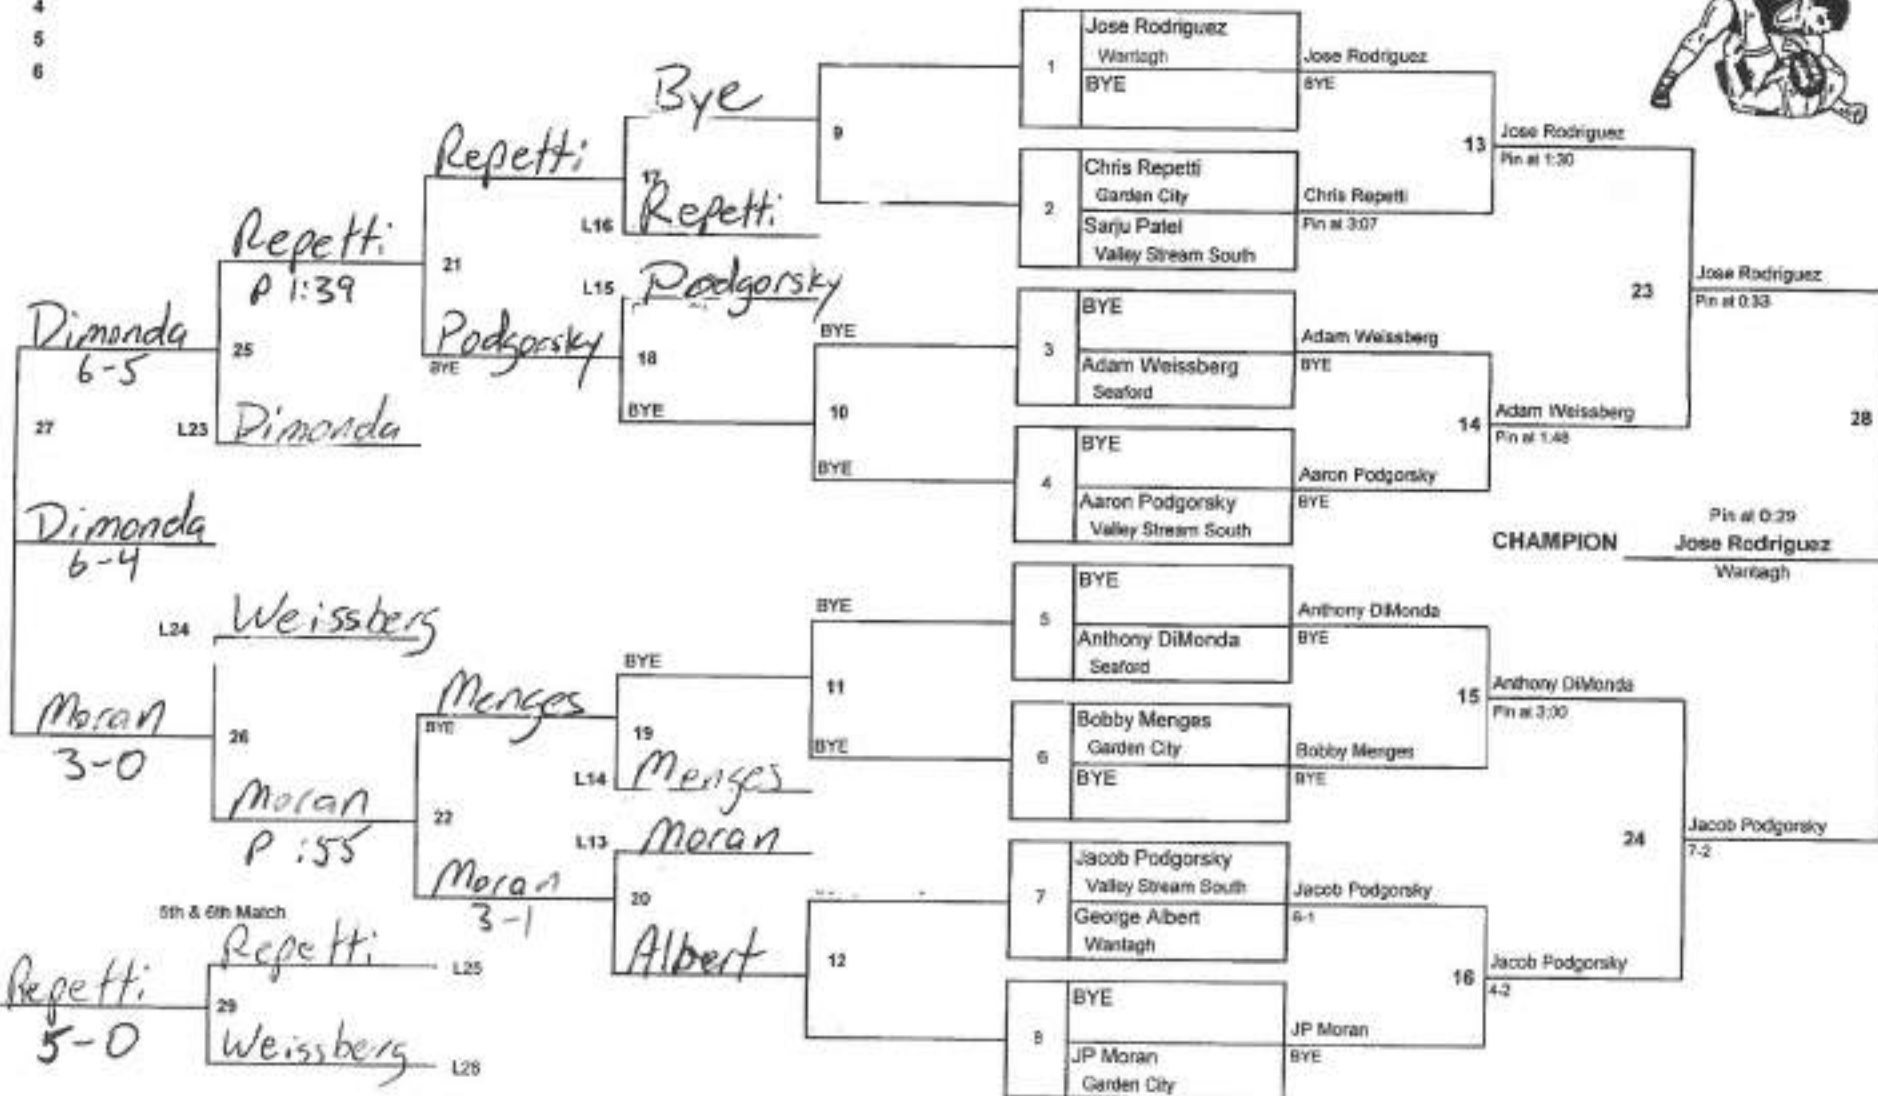 4
5
6
Dimonda
6-5
27
Dimonda
6-4
Moran
3-0
Repetti
P 1:39
25
L23
Dimonda
L24
Weissberg
26
Moran
P :55
5th & 6th Match
Repetti
L25
29
Weissberg
L26
Repetti
5-0
Repetti
21
Podgorsky
BYE
Menges
BYE
22
Moran
3-1
Bye
17
L16
Repetti
L15
Podgorsky
18
BYE
BYE
19
L14
Menges
L13
Moran
20
Albert
9
BYE
10
BYE
BYE
11
BYE
12
1
Jose Rodriguez
Wantagh
BYE
2
Chris Repetti
Garden City
Sarju Patel
Valley Stream South
3
BYE
Adam Weissberg
Seaford
4
BYE
Aaron Podgorsky
Valley Stream South
5
BYE
Anthony DiMonda
Seaford
6
Bobby Menges
Garden City
BYE
7
Jacob Podgorsky
Valley Stream South
George Albert
Wantagh
8
BYE
JP Moran
Garden City
Jose Rodriguez
BYE
Chris Repetti
Pin at 3:07
Adam Weissberg
BYE
Aaron Podgorsky
BYE
Anthony DiMonda
BYE
Bobby Menges
BYE
Jacob Podgorsky
6-1
JP Moran
BYE
13
Jose Rodriguez
Pin at 1:30
14
Adam Weissberg
Pin at 1:48
15
Anthony DiMonda
Pin at 3:00
16
Jacob Podgorsky
4-2
23
Jose Rodriguez
Pin at 0:33
24
Jacob Podgorsky
7-2
28
Pin at 0:29
CHAMPION Jose Rodriguez
Wantagh